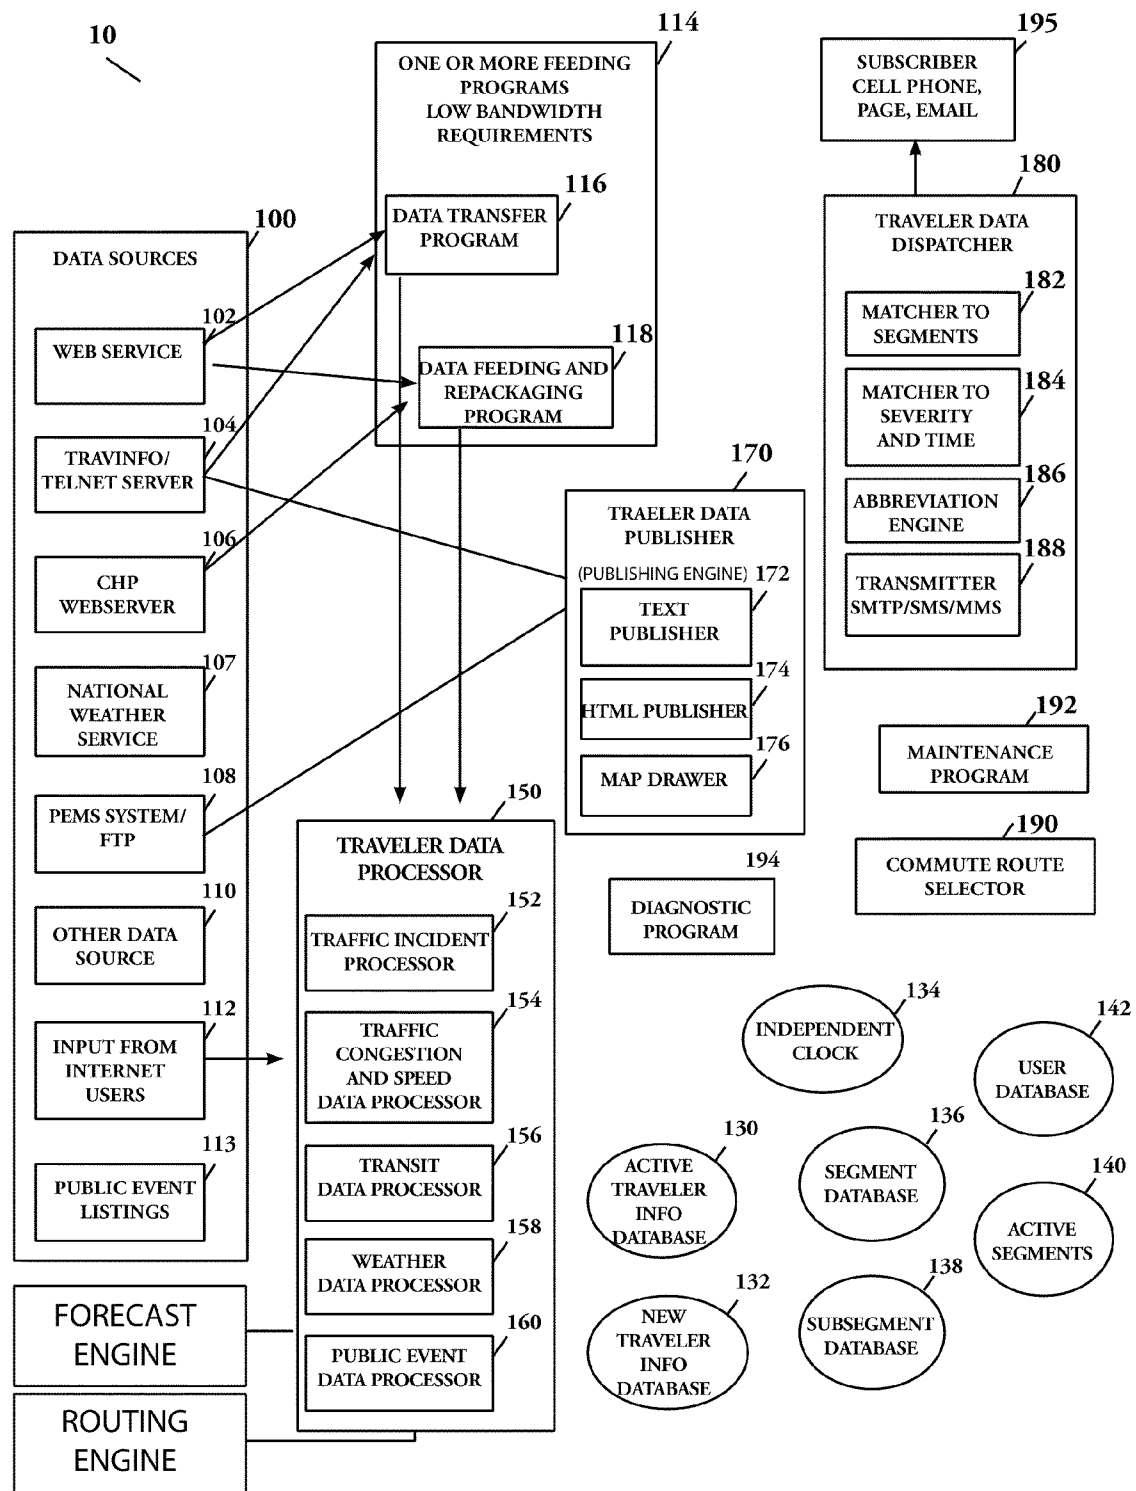 10
114
ONE OR MORE FEEDING
PROGRAMS
LOW BANDWIDTH
REQUIREMENTS
116
DATA TRANSFER
PROGRAM
118
DATA FEEDING AND
REPACKAGING
PROGRAM
195
SUBSCRIBER
CELL PHONE,
PAGE, EMAIL
180
TRAVELER DATA
DISPATCHER
182
MATCHER TO
SEGMENTS
184
MATCHER TO
SEVERITY
AND TIME
186
ABBREVIATION
ENGINE
188
TRANSMITTER
SMTP/SMS/MMS
100
DATA SOURCES
102
WEB SERVICE
104
TRAVINFO/
TELNET SERVER
106
CHP
WEBSERVER
107
NATIONAL
WEATHER
SERVICE
108
PEMS SYSTEM/
FTP
110
OTHER DATA
SOURCE
112
INPUT FROM
INTERNET
USERS
113
PUBLIC EVENT
LISTINGS
170
TRAELER DATA
PUBLISHER
(PUBLISHING ENGINE)
172
TEXT
PUBLISHER
174
HTML PUBLISHER
176
MAP DRAWER
192
MAINTENANCE
PROGRAM
190
COMMUTE ROUTE
SELECTOR
194
DIAGNOSTIC
PROGRAM
150
TRAVELER DATA
PROCESSOR
152
TRAFFIC INCIDENT
PROCESSOR
154
TRAFFIC
CONGESTION
AND SPEED
DATA PROCESSOR
156
TRANSIT
DATA PROCESSOR
158
WEATHER
DATA PROCESSOR
160
PUBLIC EVENT
DATA PROCESSOR
134
INDEPENDENT
CLOCK
142
USER
DATABASE
130
ACTIVE
TRAVELER
INFO
DATABASE
136
SEGMENT
DATABASE
140
ACTIVE
SEGMENTS
132
NEW
TRAVELER
INFO
DATABASE
138
SUBSEGMENT
DATABASE
FORECAST
ENGINE
ROUTING
ENGINE